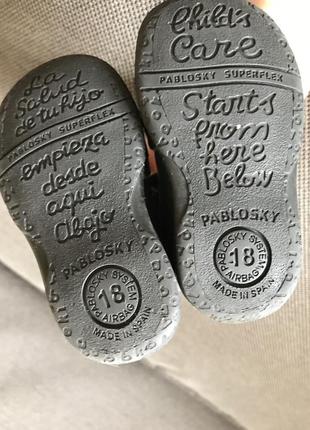 La
Salud
de tu hijo
PABLOSKY SUPERFLEX
empieza
desde
aqui
Abajo
PABLOSKY
PABLOSKY SYSTEM
18
AIRBAG
MADE IN SPAIN
Child's
Care
PABLOSKY SUPERFLEX
Starts
from
here
Below
PABLOSKY
PABLOSKY SYSTEM
18
AIRBAG
MADE IN SPAIN